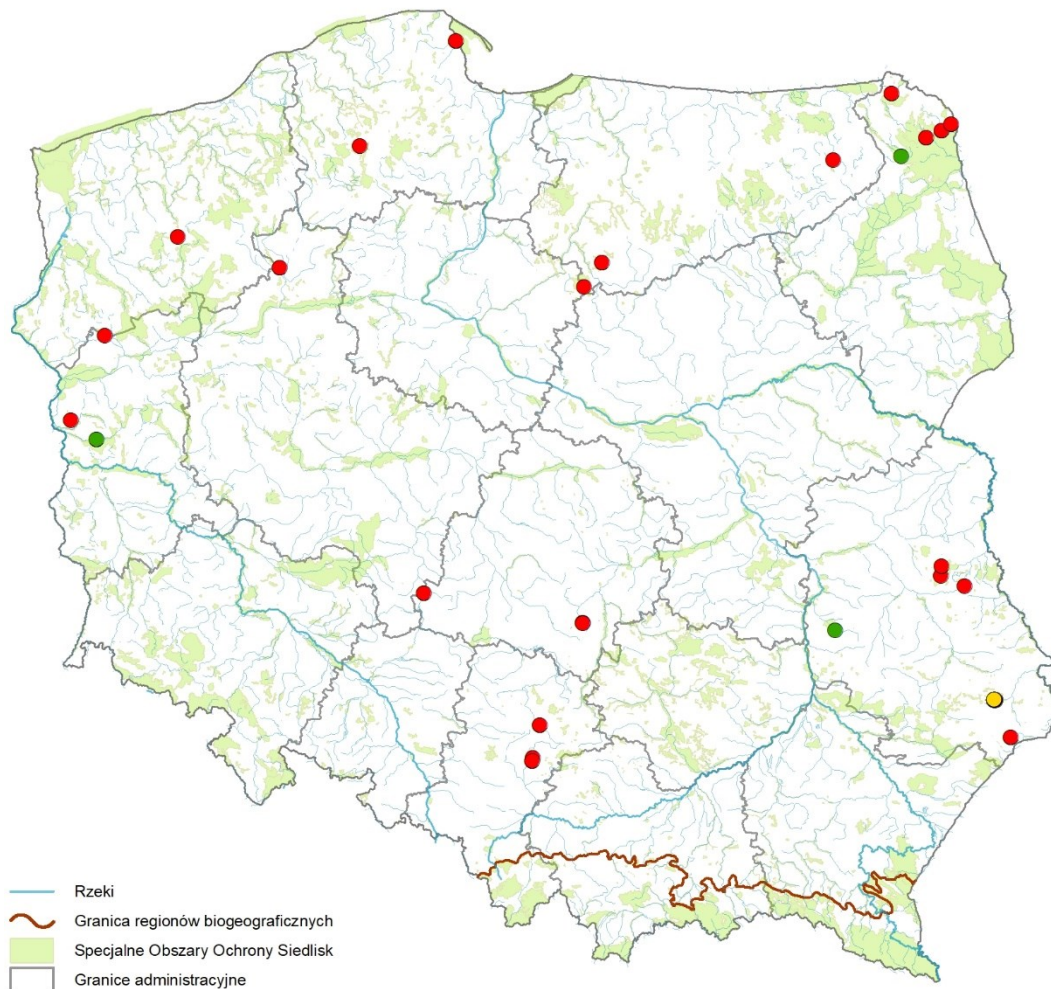 Rzeki
Granica regionów biogeograficznych
Specjalne Obszary Ochrony Siedlisk
Granice administracyjne